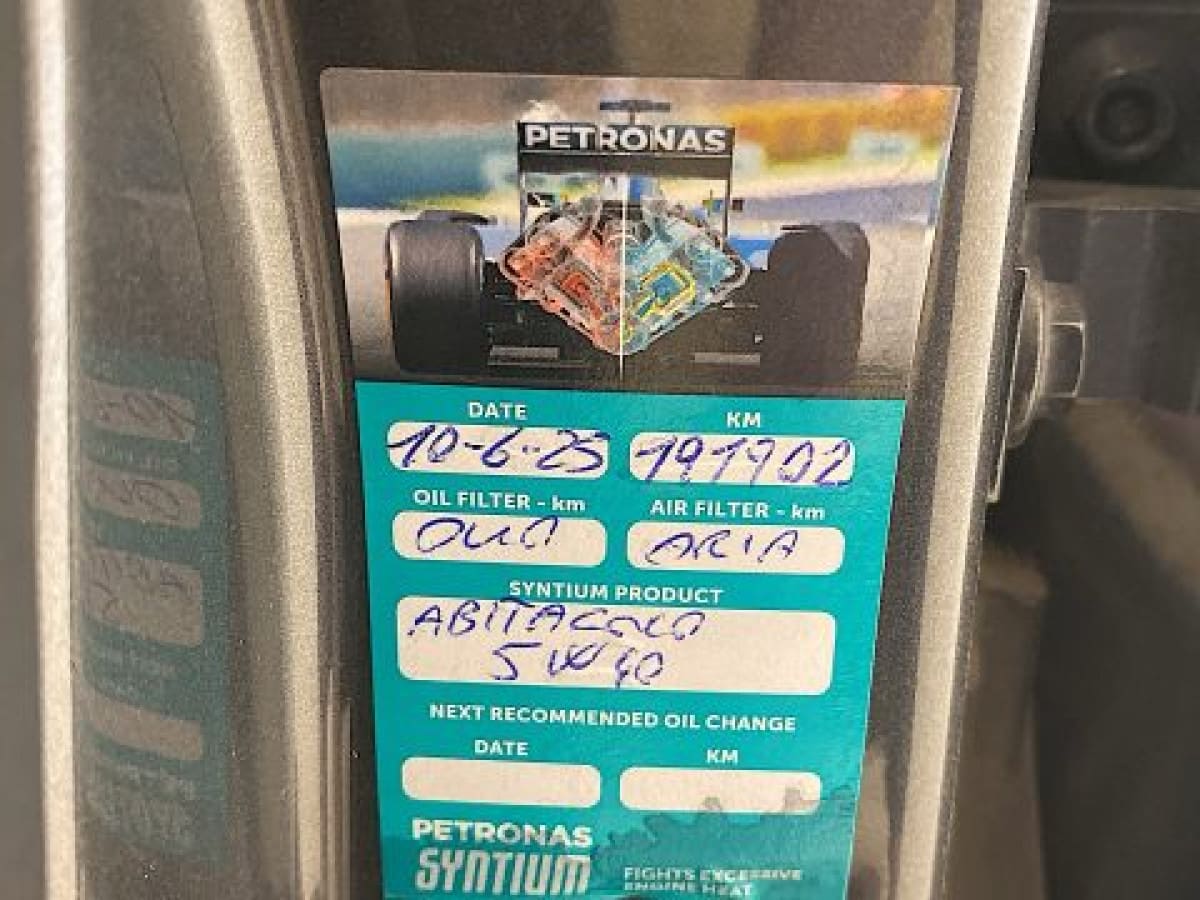 PETRONAS
DATE KM
10-6-25 191902
OIL FILTER - km AIR FILTER - km
OLIO ARIA
SYNTIUM PRODUCT
ABITACOLO
5W40
NEXT RECOMMENDED OIL CHANGE
DATE KM
PETRONAS
SYNTIUM
FIGHTS EXCESSIVE
ENGINE HEAT